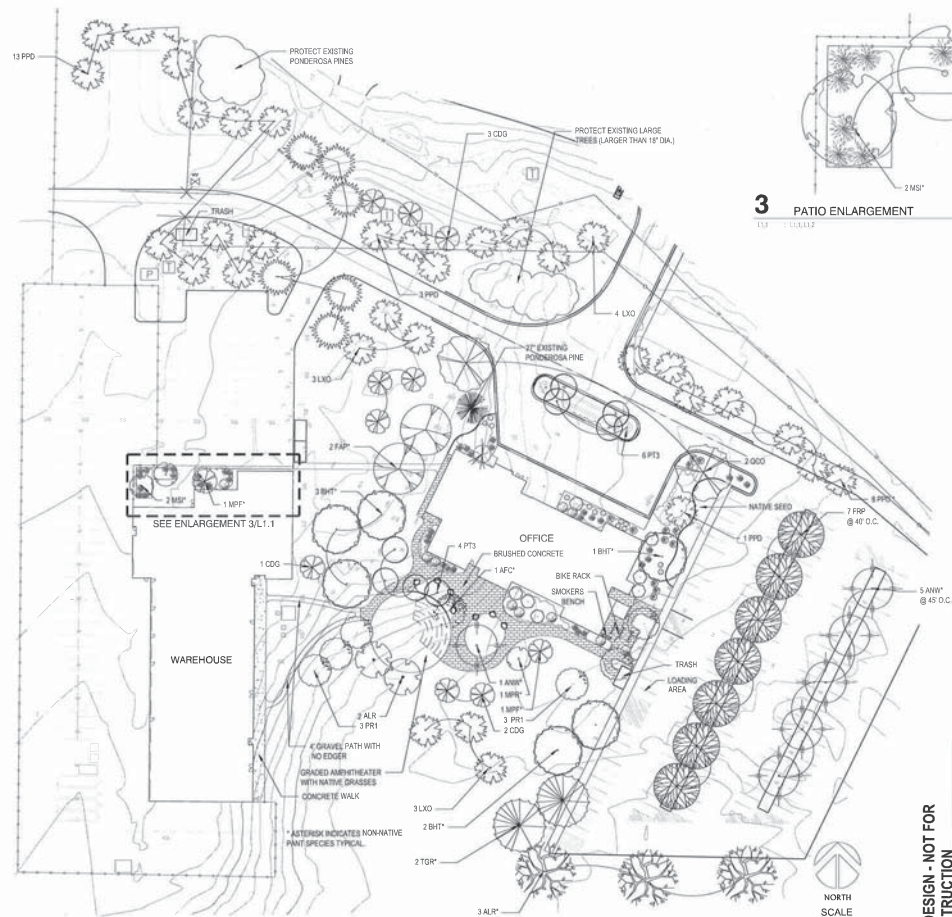 13 PPD
PROTECT EXISTING
PONDEROSA PINES
3 CDG
PROTECT EXISTING LARGE
TREES (LARGER THAN 18" DIA.)
T
2 MSI*
3 PATIO ENLARGEMENT
TRASH
P
T
3 PPD
4 LXO
27" EXISTING
PONDEROSA PINE
3 LXO
2 FAP*
6 PT3
2 QCO
8 PPD*
NATIVE SEED
7 FRP
@ 40' O.C.
2 MSI*
1 MPF*
SEE ENLARGEMENT 3/L1.1
3 BHT*
OFFICE
1 PPD
4 PT3
BRUSHED CONCRETE
1 BHT*
1 AFC*
BIKE RACK
SMOKERS
BENCH
5 ANW*
@ 45' O.C.
1 CDG
WAREHOUSE
TRASH
LOADING
AREA
1 ANW*
1 MPR*
1 MPF*
3 PR1
2 CDG
2 ALR
3 PR1
4' GRAVEL PATH WITH
NO EDGER
GRADED AMPHITHEATER
WITH NATIVE GRASSES
CONCRETE WALK
3 LXO
2 BHT*
* ASTERISK INDICATES NON-NATIVE
PANT SPECIES TYPICAL.
2 TGR*
3 ALR*
NORTH
SCALE
ESIGN - NOT FOR
TRUCTION